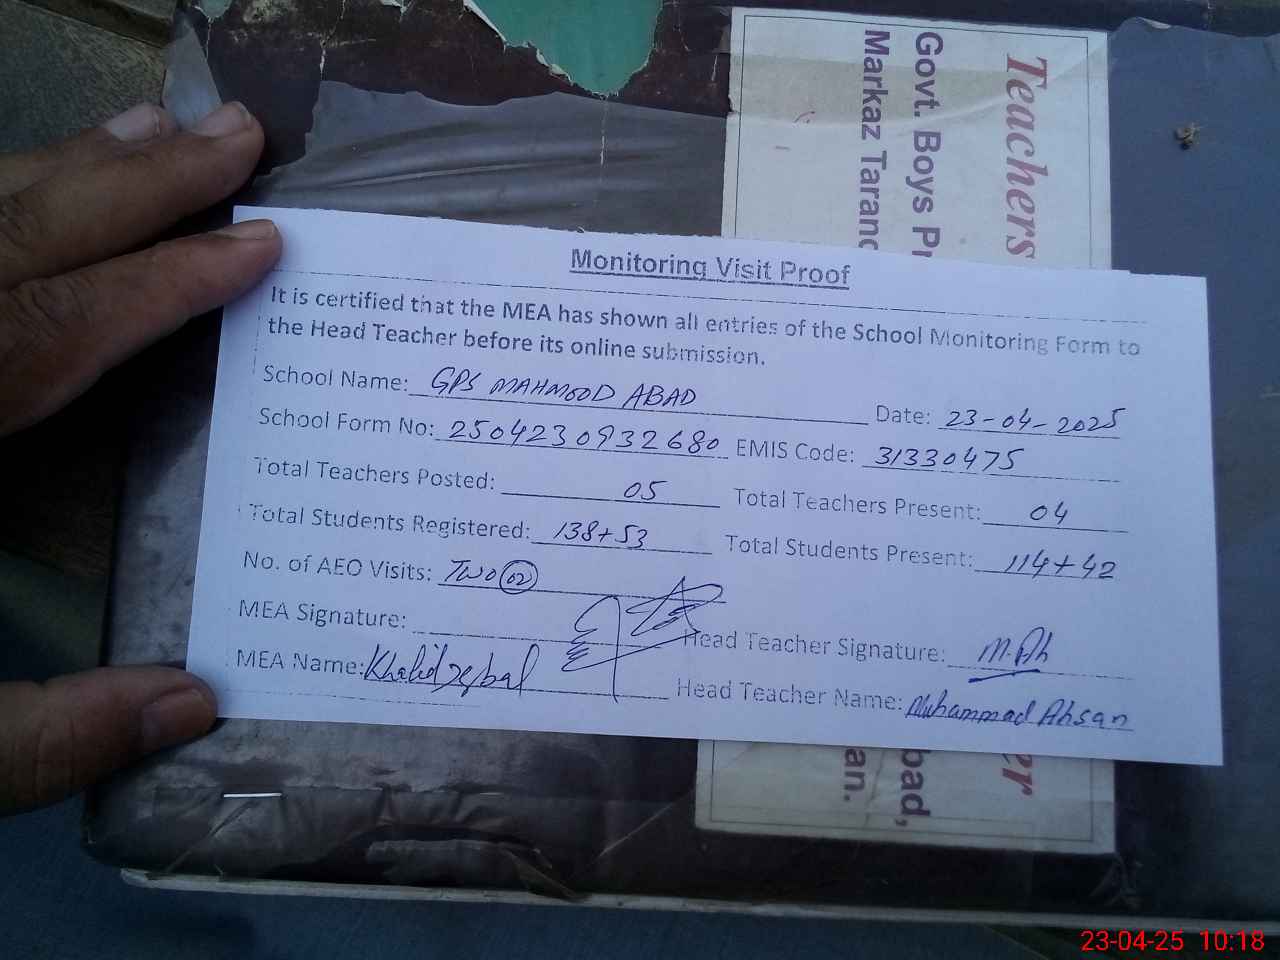 Teachers
Govt. Boys Pr
Markaz Taranc
Monitoring Visit Proof
It is certified that the MEA has shown all entries of the School Monitoring Form to
the Head Teacher before its online submission.
School Name: GPS MAHMOOD ABAD Date: 23-04-2025
School Form No: 2504230932680 EMIS Code: 31330475
Total Teachers Posted: 05 Total Teachers Present: 04
Total Students Registered: 138+53 Total Students Present: 114+42
No. of AEO Visits: Two 02
MEA Signature: Head Teacher Signature: M.Ah
MEA Name: Khalid Iqbal Head Teacher Name: Muhammad Ahsan
er
bad,
an.
23-04-25 10:18